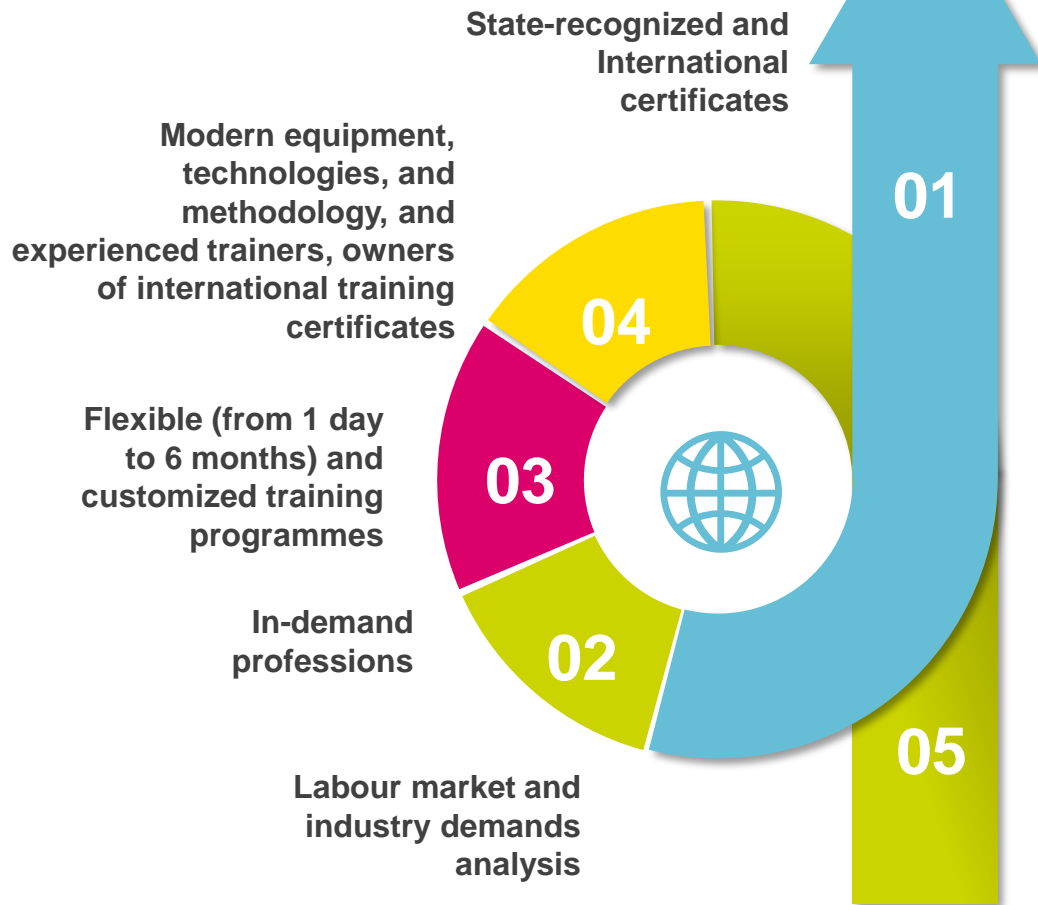 State-recognized and
International
certificates
01
Modern equipment,
technologies, and
methodology, and
experienced trainers, owners
of international training
certificates
04
Flexible (from 1 day
to 6 months) and
customized training
programmes
03
In-demand
professions
02
05
Labour market and
industry demands
analysis